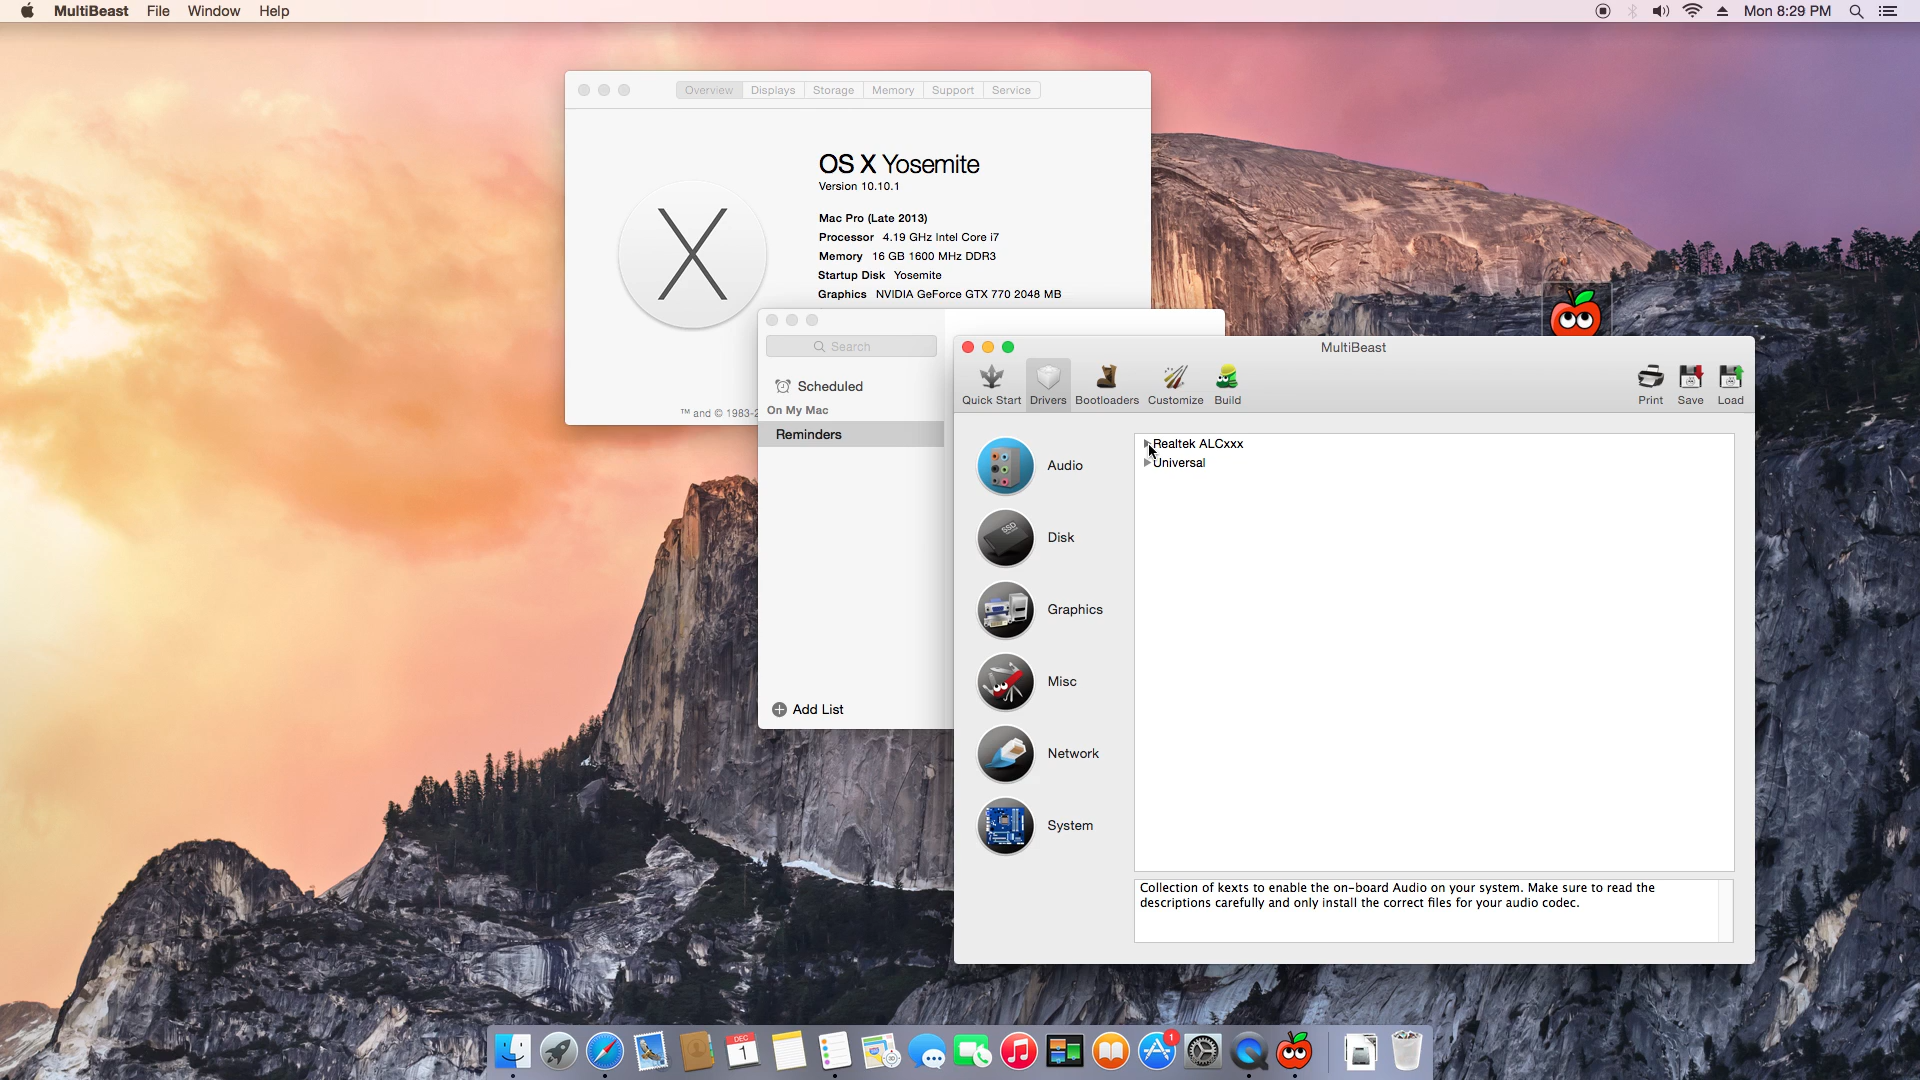 MultiBeast File Window Help
Mon 8:29 PM
Overview Displays Storage Memory Support Service
OS X Yosemite
Version 10.10.1
Mac Pro (Late 2013)
Processor 4.19 GHz Intel Core i7
Memory 16 GB 1600 MHz DDR3
Startup Disk Yosemite
Graphics NVIDIA GeForce GTX 770 2048 MB
™ and © 1983-
Search
Scheduled
On My Mac
Reminders
Add List
MultiBeast
Quick Start Drivers Bootloaders Customize Build
Print Save Load
Audio
Disk
Graphics
Misc
Network
System
Realtek ALCxxx
Universal
Collection of kexts to enable the on-board Audio on your system. Make sure to read the
descriptions carefully and only install the correct files for your audio codec.
SSD
DEC
1
1